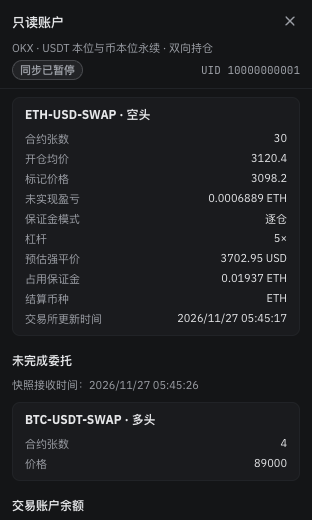 只读账户
OKX · USDT 本位与币本位永续 · 双向持仓
同步已暂停 UID 10000000001
ETH-USD-SWAP · 空头
合约张数 30
开仓均价 3120.4
标记价格 3098.2
未实现盈亏 0.0006889 ETH
保证金模式 逐仓
杠杆 5×
预估强平价 3702.95 USD
占用保证金 0.01937 ETH
结算币种 ETH
交易所更新时间 2026/11/27 05:45:17
未完成委托
快照接收时间：2026/11/27 05:45:26
BTC-USDT-SWAP · 多头
合约张数 4
价格 89000
交易账户余额